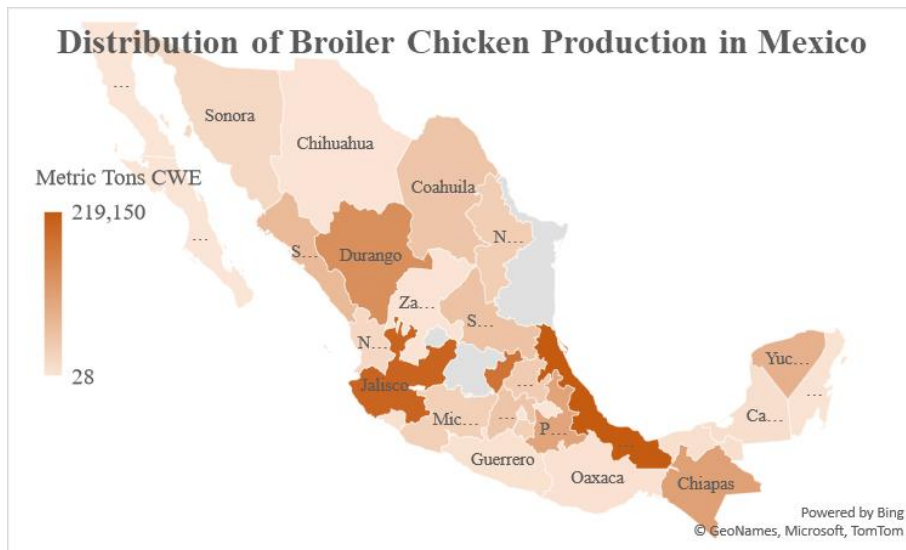 Distribution of Broiler Chicken Production in Mexico
...
Sonora
Chihuahua
Metric Tons CWE
Coahuila
219,150
...
S...
Durango
N...
Za...
S...
N...
28
Jalisco
Yuc...
...
...
Mic...
...
P...
...
Ca...
Guerrero
Oaxaca
Chiapas
Powered by Bing
© GeoNames, Microsoft, TomTom